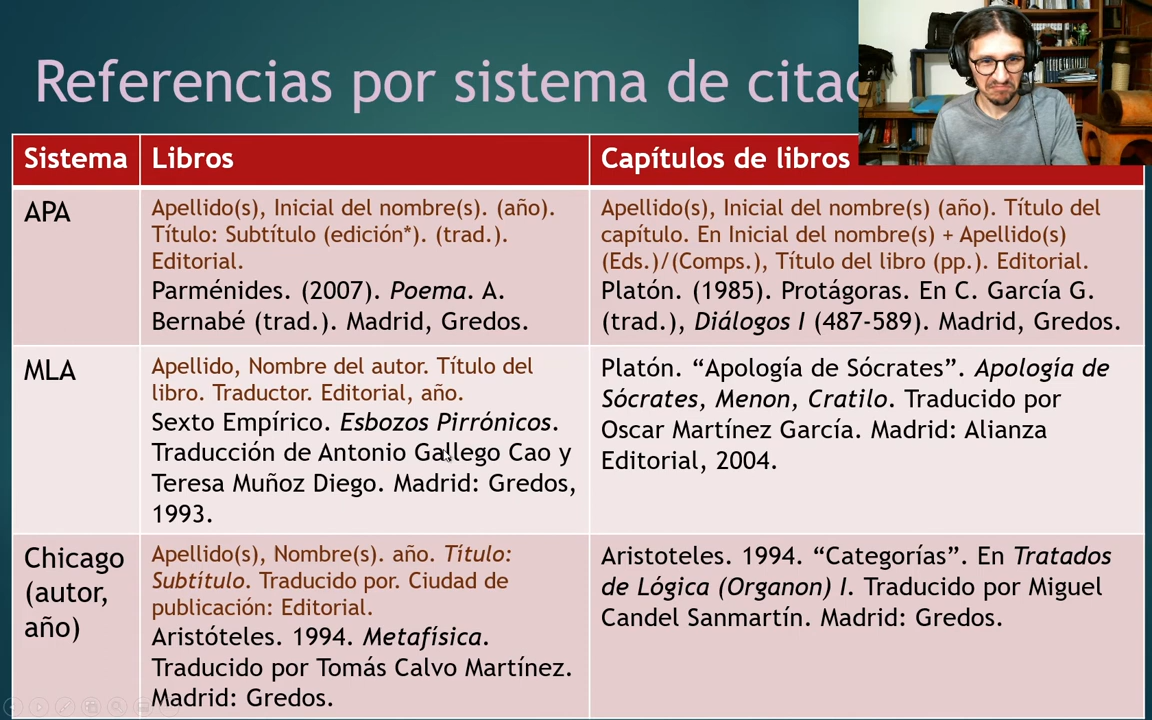 Referencias por sistema de citac
Sistema
Libros
Capítulos de libros
APA
Apellido(s), Inicial del nombre(s). (año).
Título: Subtítulo (edición*). (trad.).
Editorial.
Parménides. (2007). Poema. A.
Bernabé (trad.). Madrid, Gredos.
Apellido(s), Inicial del nombre(s) (año). Título del
capítulo. En Inicial del nombre(s) + Apellido(s)
(Eds.)/(Comps.), Título del libro (pp.). Editorial.
Platón. (1985). Protágoras. En C. García G.
(trad.), Diálogos I (487-589). Madrid, Gredos.
MLA
Apellido, Nombre del autor. Título del
libro. Traductor. Editorial, año.
Sexto Empírico. Esbozos Pirrónicos.
Traducción de Antonio Gallego Cao y
Teresa Muñoz Diego. Madrid: Gredos,
1993.
Platón. “Apología de Sócrates”. Apología de
Sócrates, Menon, Cratilo. Traducido por
Oscar Martínez García. Madrid: Alianza
Editorial, 2004.
Chicago
(autor,
año)
Apellido(s), Nombre(s). año. Título:
Subtítulo. Traducido por. Ciudad de
publicación: Editorial.
Aristóteles. 1994. Metafísica.
Traducido por Tomás Calvo Martínez.
Madrid: Gredos.
Aristoteles. 1994. “Categorías”. En Tratados
de Lógica (Organon) I. Traducido por Miguel
Candel Sanmartín. Madrid: Gredos.